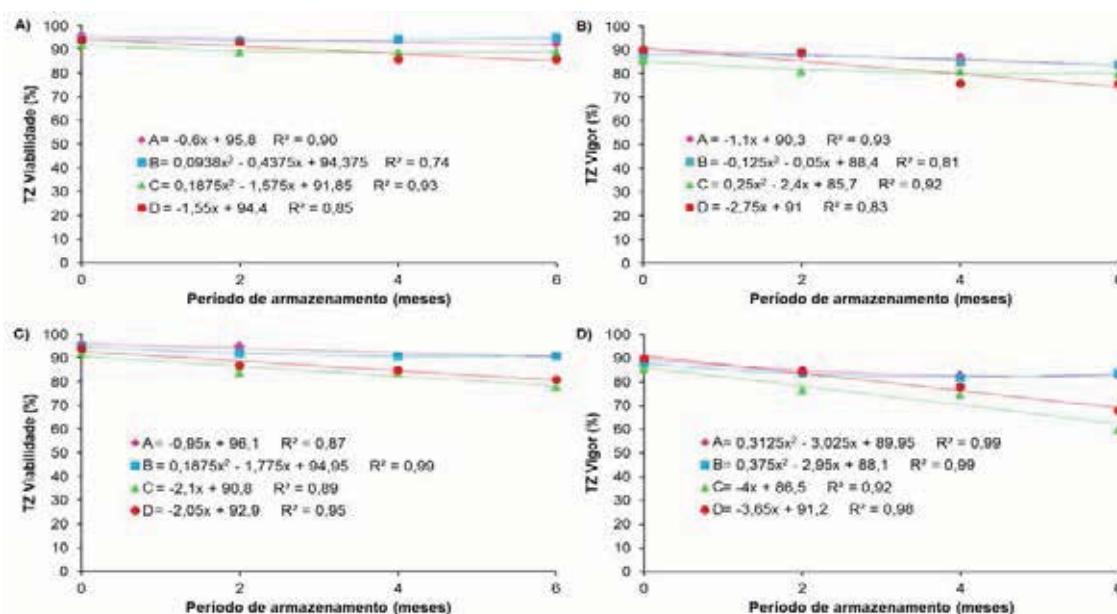 A)
TZ Viabilidade (%)
100
90
80
70
60
50
40
30
20
10
0
A= -0.6x + 95,8 R² = 0,90
B= 0,0938x² - 0,4375x + 94,375 R² = 0,74
C= 0,1875x² - 1,575x + 91,85 R² = 0,93
D= -1,55x + 94,4 R² = 0,85
0 2 4 6
Período de armazenamento (meses)
B)
TZ Vigor (%)
100
90
80
70
60
50
40
30
20
10
0
A= -1.1x + 90,3 R² = 0,93
B= -0,125x² - 0,05x + 88,4 R² = 0,81
C= 0,25x² - 2,4x + 85,7 R² = 0,92
D= -2,75x + 91 R² = 0,83
0 2 4 6
Período de armazenamento (meses)
C)
TZ Viabilidade (%)
100
90
80
70
60
50
40
30
20
10
0
A= -0,95x + 96,1 R² = 0,87
B= 0,1875x² - 1,775x + 94,95 R² = 0,99
C= -2,1x + 90,8 R² = 0,89
D= -2,05x + 92,9 R² = 0,95
0 2 4 6
Período de armazenamento (meses)
D)
TZ Vigor (%)
100
90
80
70
60
50
40
30
20
10
0
A= 0,3125x² - 3,025x + 89,95 R² = 0,99
B= 0,375x² - 2,95x + 88,1 R² = 0,99
C= -4x + 86,5 R² = 0,92
D= -3,65x + 91,2 R² = 0,98
0 2 4 6
Período de armazenamento (meses)